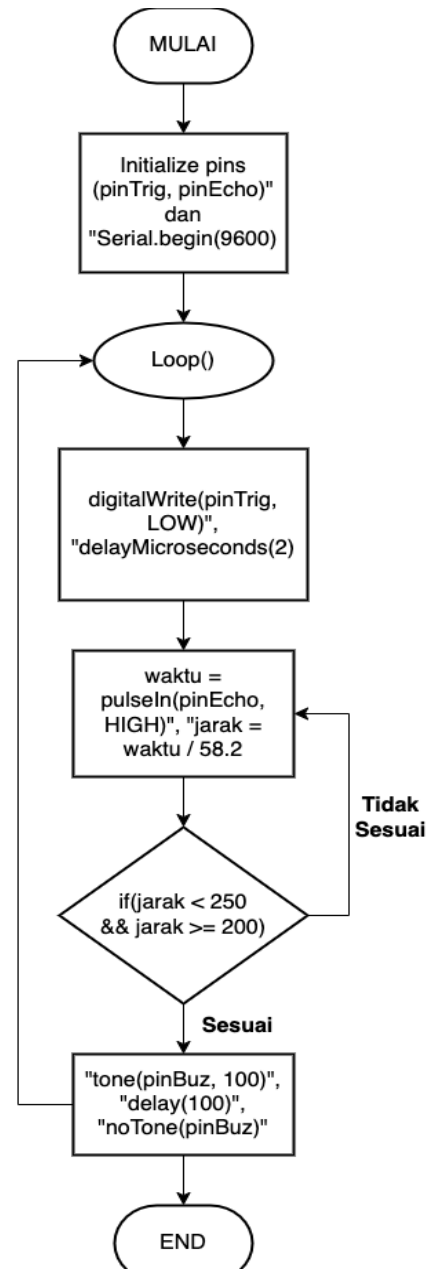 MULAI
Initialize pins
(pinTrig, pinEcho)"
dan
"Serial.begin(9600)
Loop()
digitalWrite(pinTrig,
LOW)",
"delayMicroseconds(2)
waktu =
pulseIn(pinEcho,
HIGH)", "jarak =
waktu / 58.2
Tidak
Sesuai
if(jarak < 250
&& jarak >= 200)
Sesuai
"tone(pinBuz, 100)",
"delay(100)",
"noTone(pinBuz)"
END